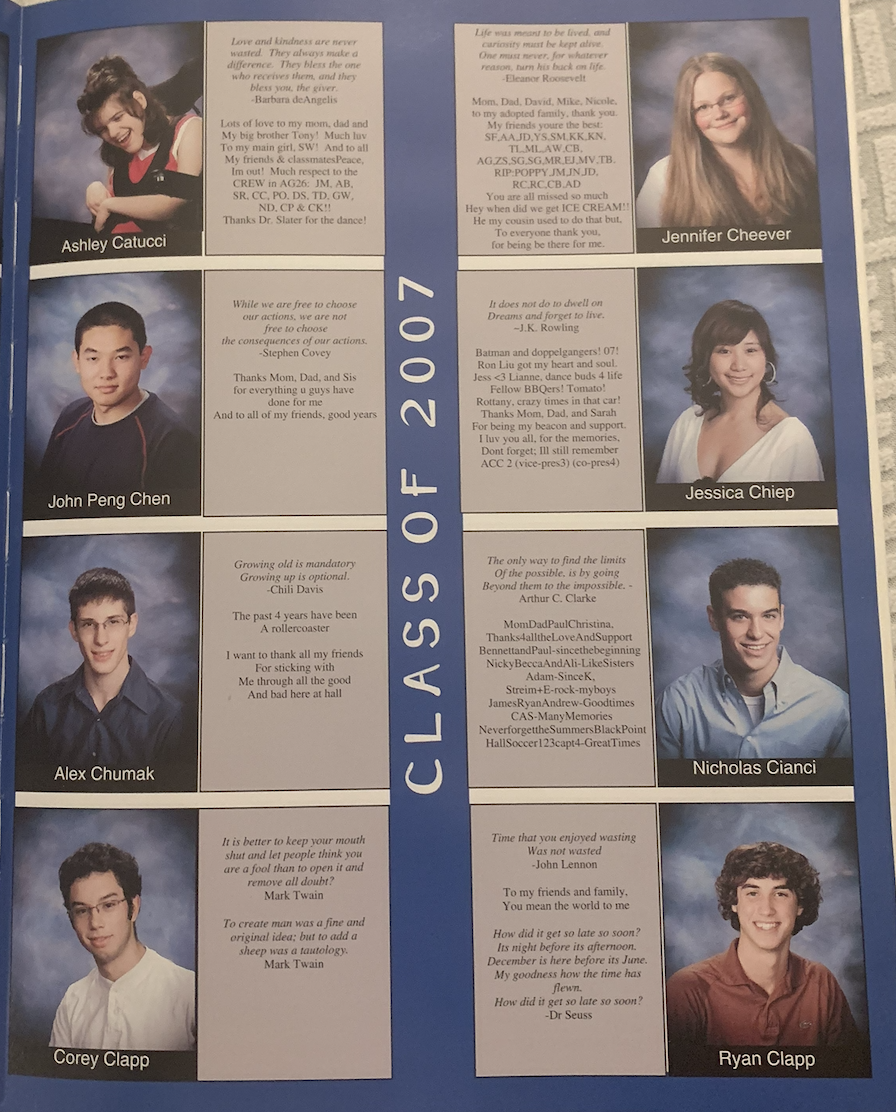 Love and kindness are never
wasted. They always make a
difference. They bless the one
who receives them, and they
bless you, the giver.
-Barbara deAngelis
Lots of love to my mom, dad and
My big brother Tony! Much luv
To my main girl, SW! And to all
My friends & classmatesPeace,
Im out! Much respect to the
CREW in AG26: JM, AB,
SR, CC, PO, DS, TD, GW,
ND, CP & CK!!
Thanks Dr. Slater for the dance!
Ashley Catucci
Life was meant to be lived, and
curiosity must be kept alive.
One must never, for whatever
reason, turn his back on life.
-Eleanor Roosevelt
Mom, Dad, David, Mike, Nicole,
to my adopted family, thank you.
My friends youre the best:
SF,AA,JD,YS,SM,KK,KN,
TL,ML,AW,CB,
AG,ZS,SG,SG,MR,EJ,MV,TB.
RIP:POPPY,JM,JN,JD,
RC,RC,CB,AD
You are all missed so much
Hey when did we get ICE CREAM!!
He my cousin used to do that but,
To everyone thank you,
for being be there for me.
Jennifer Cheever
While we are free to choose
our actions, we are not
free to choose
the consequences of our actions.
-Stephen Covey
Thanks Mom, Dad, and Sis
for everything u guys have
done for me
And to all of my friends, good years
John Peng Chen
It does not do to dwell on
Dreams and forget to live.
~J.K. Rowling
Batman and doppelgangers! 07!
Ron Liu got my heart and soul.
Jess <3 Lianne, dance buds 4 life
Fellow BBQers! Tomato!
Rottany, crazy times in that car!
Thanks Mom, Dad, and Sarah
For being my beacon and support.
I luv you all, for the memories,
Dont forget; Ill still remember
ACC 2 (vice-pres3) (co-pres4)
Jessica Chiep
CLASS OF 2007
Growing old is mandatory
Growing up is optional.
-Chili Davis
The past 4 years have been
A rollercoaster
I want to thank all my friends
For sticking with
Me through all the good
And bad here at hall
Alex Chumak
The only way to find the limits
Of the possible, is by going
Beyond them to the impossible. -
Arthur C. Clarke
MomDadPaulChristina,
Thanks4alltheLoveAndSupport
BennettandPaul-sincethebeginning
NickyBeccaAndAli-LikeSisters
Adam-SinceK,
Streim+E-rock-myboys
JamesRyanAndrew-Goodtimes
CAS-ManyMemories
NeverforgettheSummersBlackPoint
HallSoccer123capt4-GreatTimes
Nicholas Cianci
It is better to keep your mouth
shut and let people think you
are a fool than to open it and
remove all doubt?
Mark Twain
To create man was a fine and
original idea; but to add a
sheep was a tautology.
Mark Twain
Corey Clapp
Time that you enjoyed wasting
Was not wasted
-John Lennon
To my friends and family,
You mean the world to me
How did it get so late so soon?
Its night before its afternoon.
December is here before its June.
My goodness how the time has
flewn.
How did it get so late so soon?
-Dr Seuss
Ryan Clapp